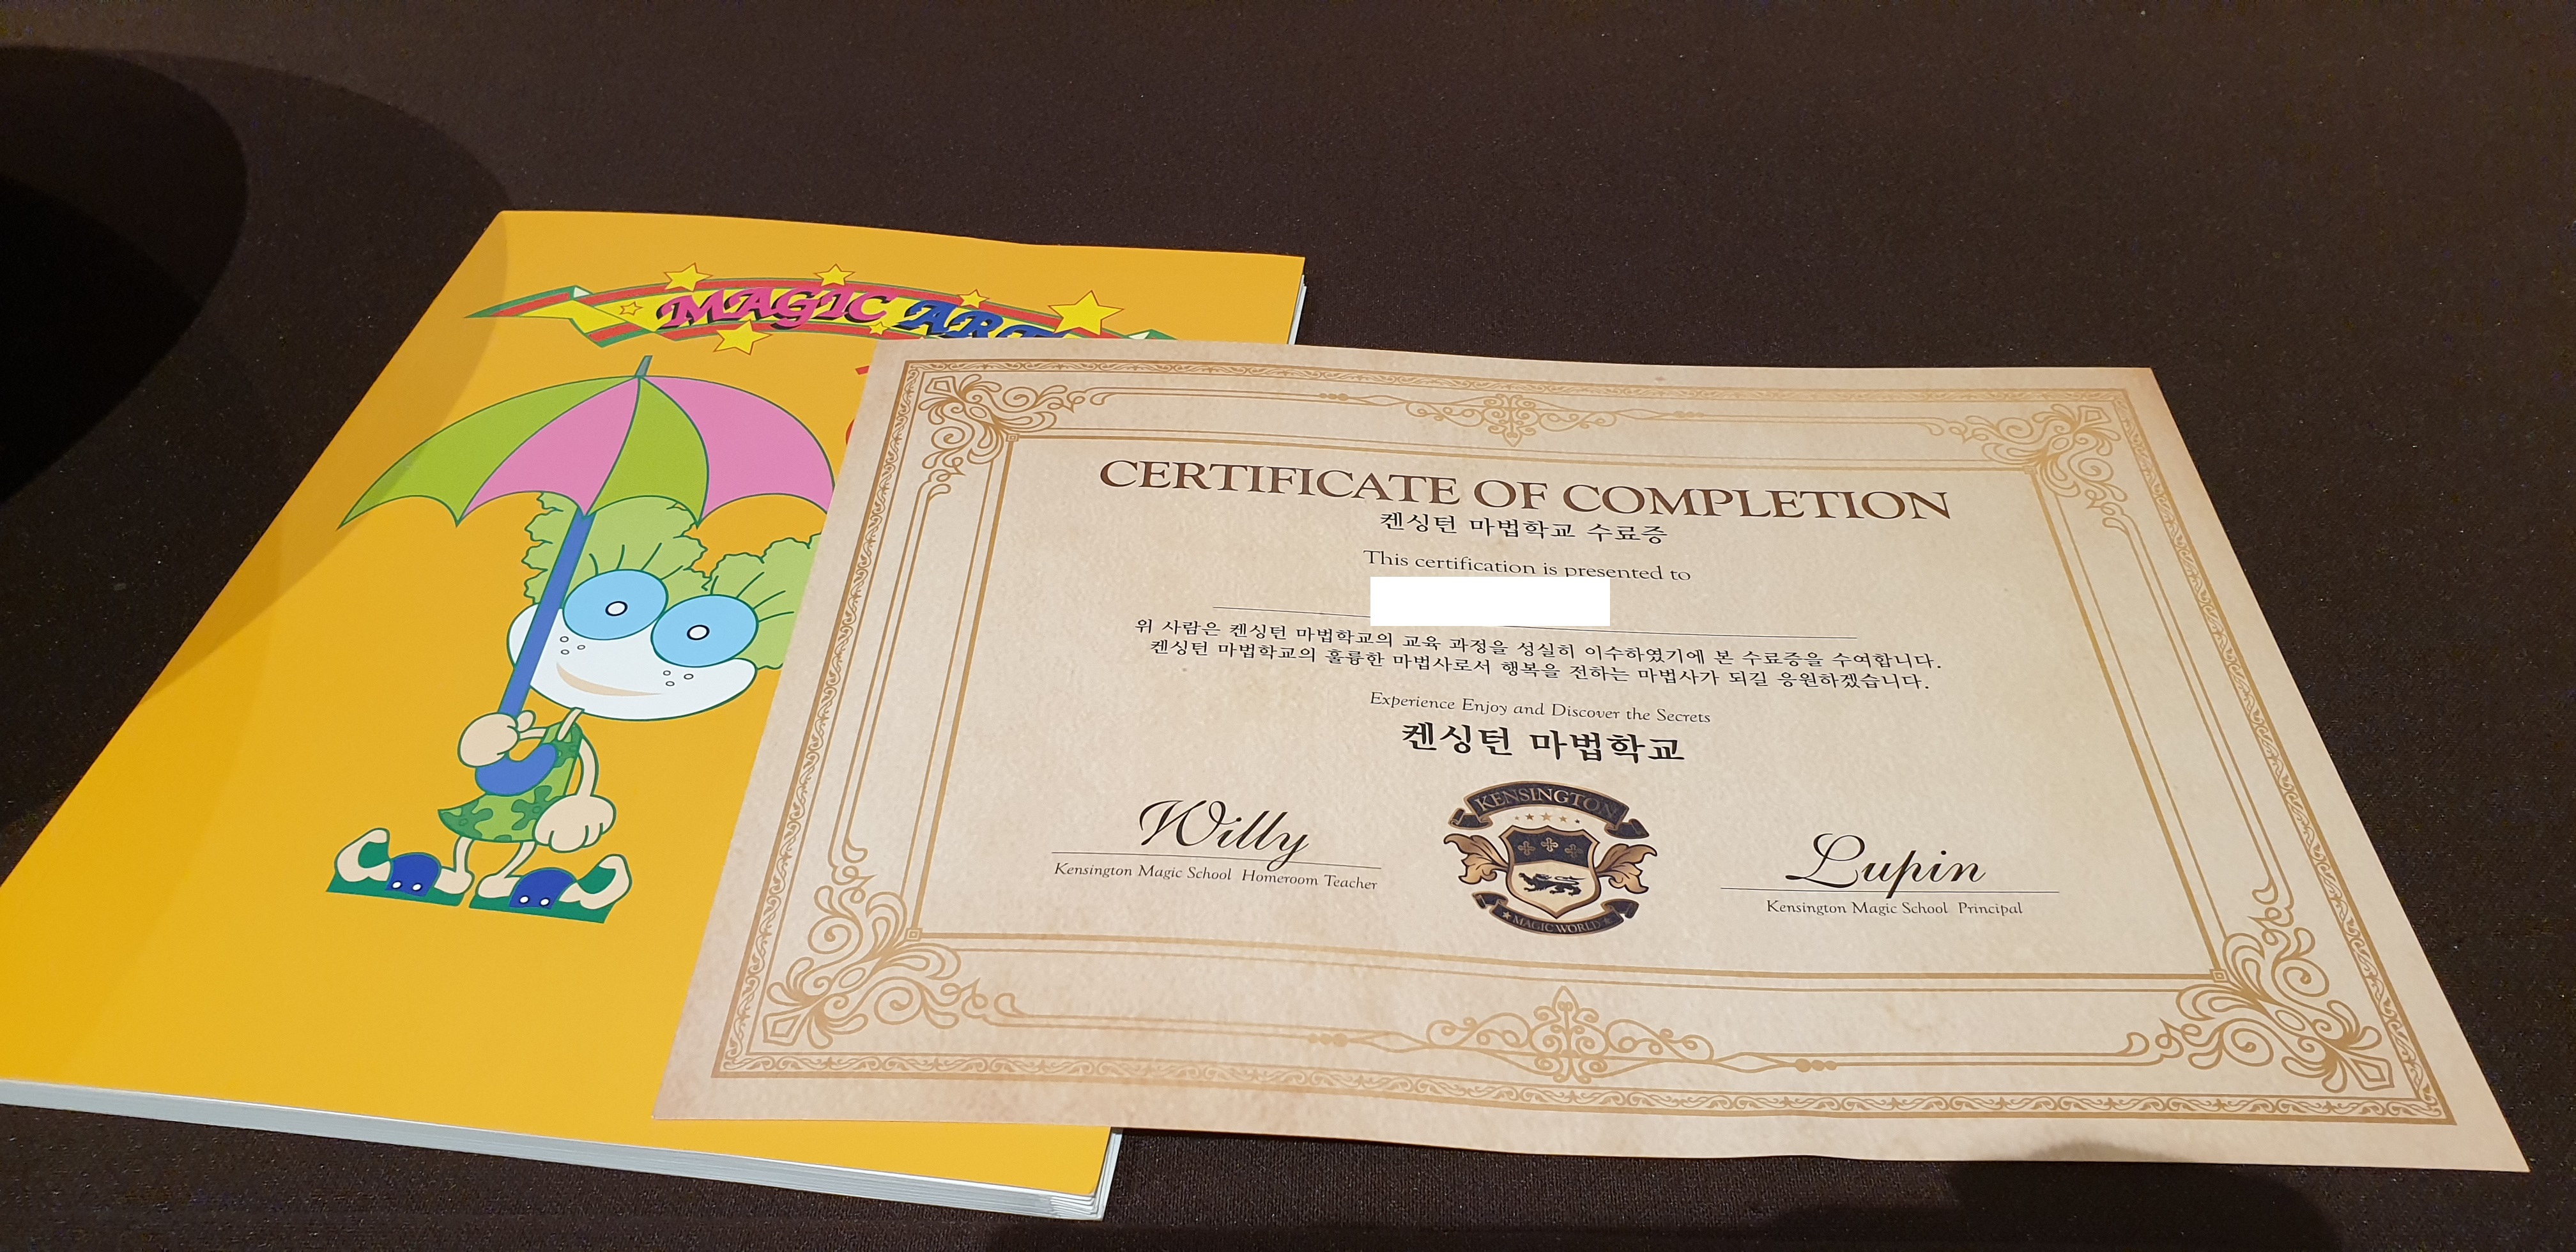 MAGIC ART
CERTIFICATE OF COMPLETION
켄싱턴 마법학교 수료증
This certification is presented to
위 사람은 켄싱턴 마법학교의 교육 과정을 성실히 이수하였기에 본 수료증을 수여합니다.
켄싱턴 마법학교의 훌륭한 마법사로서 행복을 전하는 마법사가 되길 응원하겠습니다.
Experience Enjoy and Discover the Secrets
켄싱턴 마법학교
Willy
Kensington Magic School Homeroom Teacher
KENSINGTON
MAGIC WORLD
Lupin
Kensington Magic School Principal